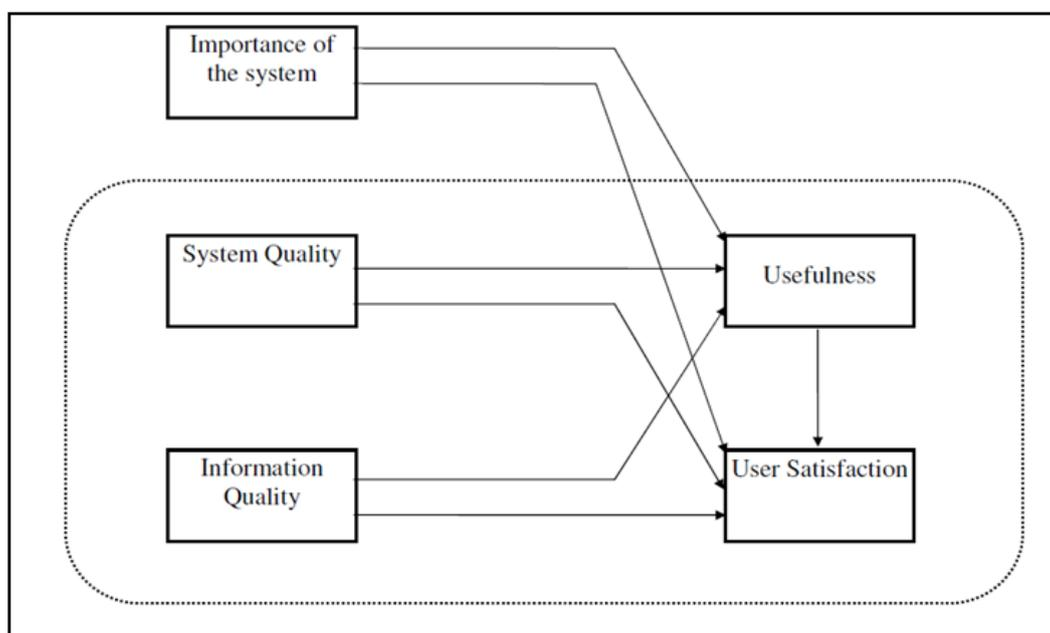 Importance of
the system
System Quality
Usefulness
Information
Quality
User Satisfaction